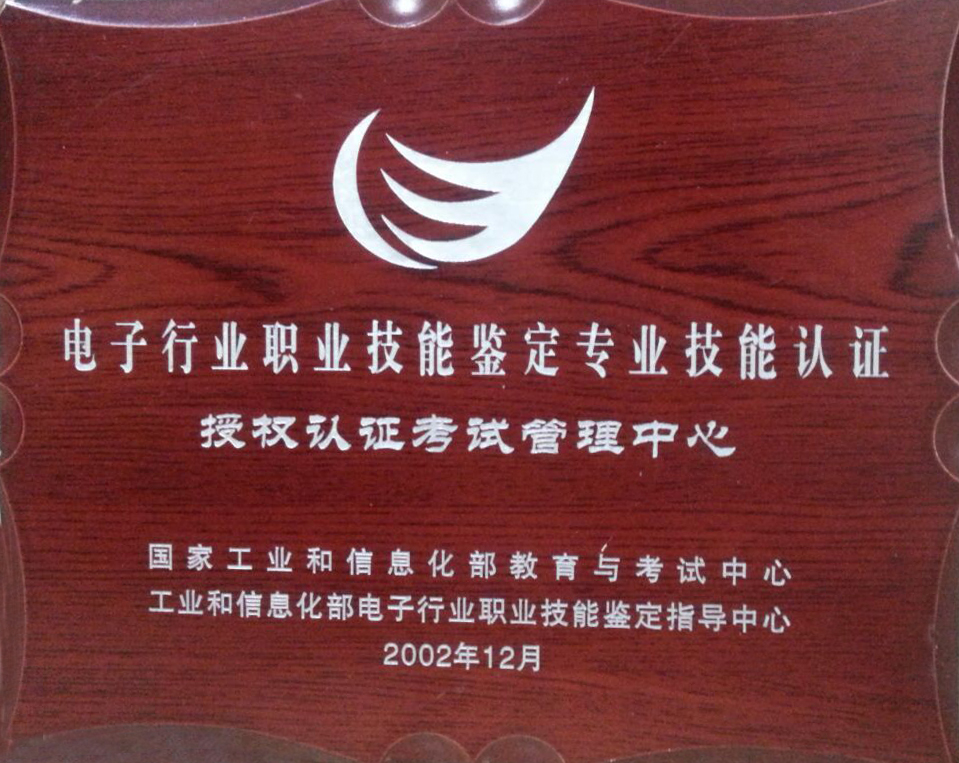 电子行业职业技能鉴定专业技能认证
授权认证考试管理中心
国家工业和信息化部教育与考试中心
工业和信息化部电子行业职业技能鉴定指导中心
2002年12月